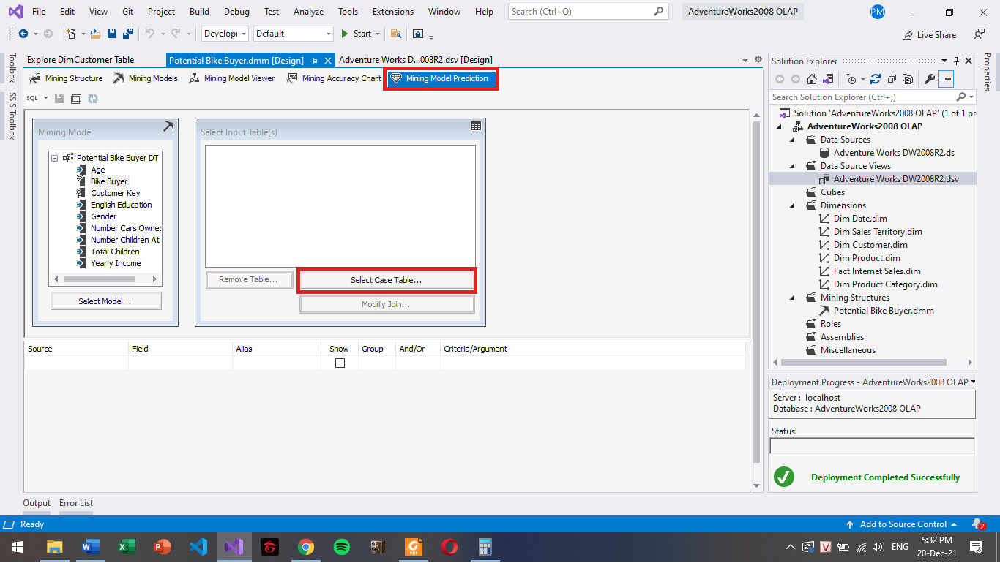 File Edit View Git Project Build Debug Test Analyze Tools Extensions Window Help Search (Ctrl+Q) AdventureWorks2008 OLAP PM
Developr Default Start Live Share
Toolbox
SSIS Toolbox
Explore DimCustomer Table Potential Bike Buyer.dmm [Design] Adventure Works D...008R2.dsv [Design]
Mining Structure Mining Models Mining Model Viewer Mining Accuracy Chart Mining Model Prediction
SQL
Mining Model
Potential Bike Buyer DT
Age
Bike Buyer
Customer Key
English Education
Gender
Number Cars Owned
Number Children At
Total Children
Yearly Income
Select Model...
Select Input Table(s)
Remove Table... Select Case Table...
Modify Join...
Source Field Alias Show Group And/Or Criteria/Argument
Solution Explorer
Search Solution Explorer (Ctrl+;)
Solution 'AdventureWorks2008 OLAP' (1 of 1 pr
AdventureWorks2008 OLAP
Data Sources
Adventure Works DW2008R2.ds
Data Source Views
Adventure Works DW2008R2.dsv
Cubes
Dimensions
Dim Date.dim
Dim Sales Territory.dim
Dim Customer.dim
Dim Product.dim
Fact Internet Sales.dim
Dim Product Category.dim
Mining Structures
Potential Bike Buyer.dmm
Roles
Assemblies
Miscellaneous
Properties
Deployment Progress - AdventureWorks2008 OLAP
Server : localhost
Database : AdventureWorks2008 OLAP
Status:
Deployment Completed Successfully
Output Error List
Ready Add to Source Control 2
ENG 5:32 PM
20-Dec-21